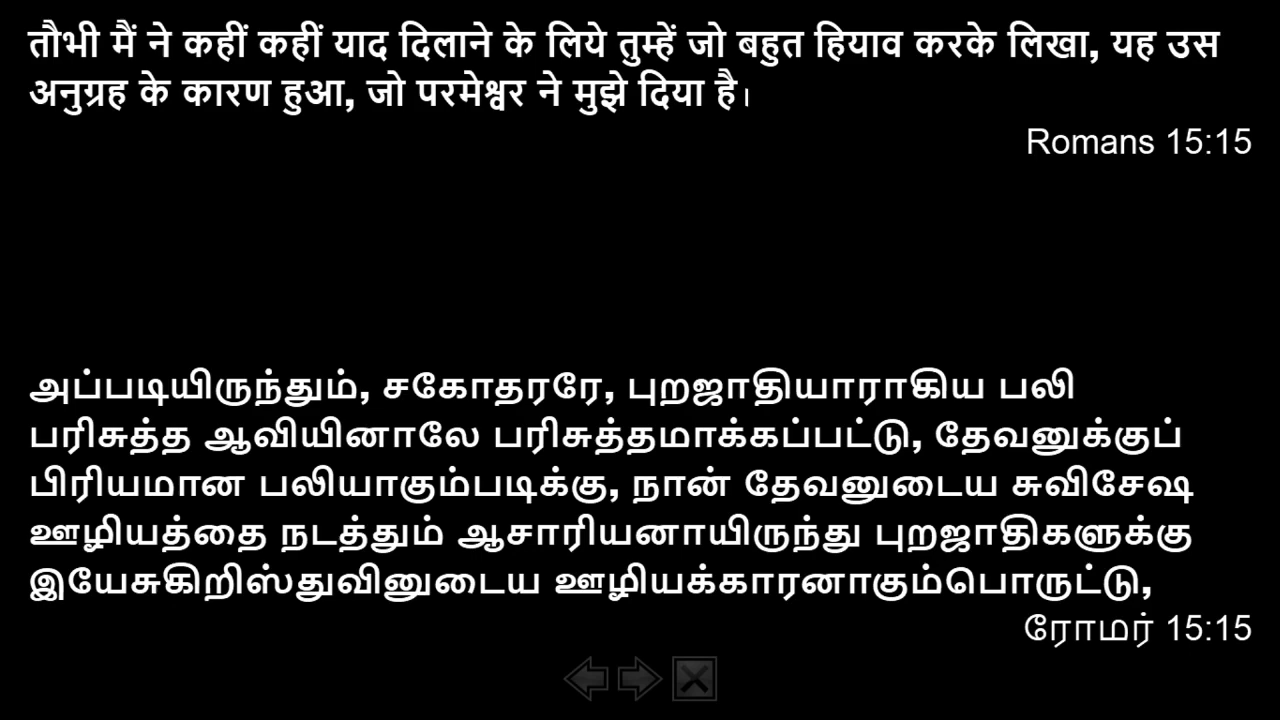 तौभी मैं ने कहीं कहीं याद दिलाने के लिये तुम्हें जो बहुत हियाव करके लिखा, यह उस
अनुग्रह के कारण हुआ, जो परमेश्वर ने मुझे दिया है।
Romans 15:15
அப்படியிருந்தும், சகோதரரே, புறஜாதியாராகிய பலி
பரிசுத்த ஆவியினாலே பரிசுத்தமாக்கப்பட்டு, தேவனுக்குப்
பிரியமான பலியாகும்படிக்கு, நான் தேவனுடைய சுவிசேஷ
ஊழியத்தை நடத்தும் ஆசாரியனாயிருந்து புறஜாதிகளுக்கு
இயேசுகிறிஸ்துவினுடைய ஊழியக்காரனாகும்பொருட்டு,
ரோமர் 15:15